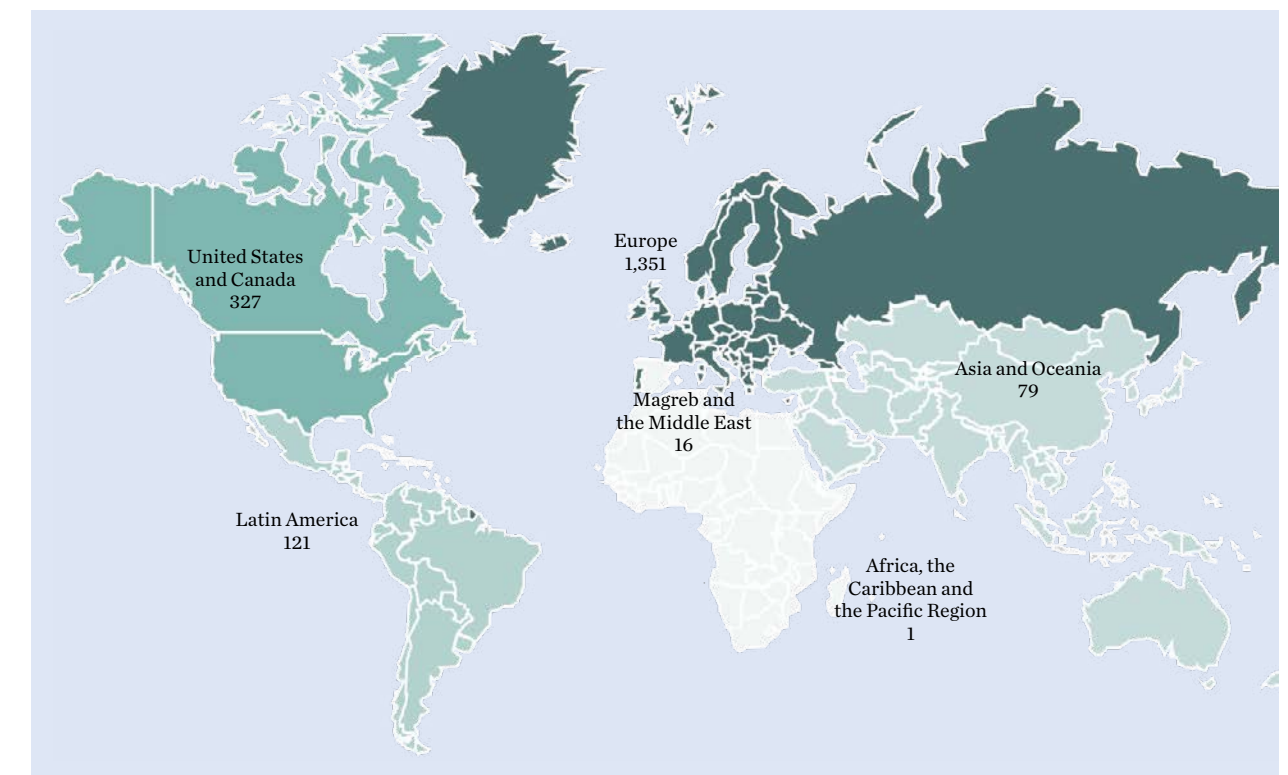 United States
and Canada
327
Europe
1,351
Asia and Oceania
79
Magreb and
the Middle East
16
Latin America
121
Africa, the
Caribbean and
the Pacific Region
1